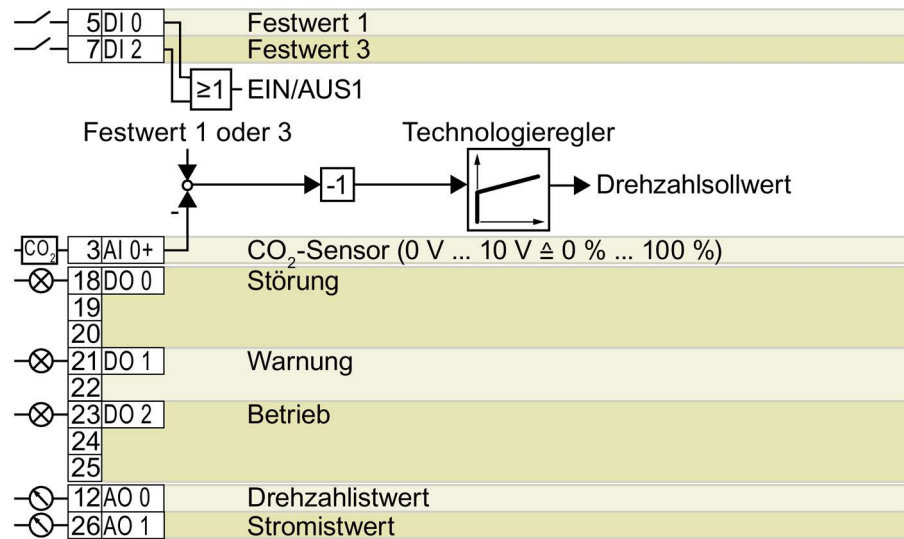 5 DI 0 Festwert 1
7 DI 2 Festwert 3
≥1 EIN/AUS1
Festwert 1 oder 3 Technologieregler
-1 Drehzahlsollwert
-
CO₂ 3 AI 0+ CO₂-Sensor (0 V ... 10 V ≙ 0 % ... 100 %)
18 DO 0 Störung
19
20
21 DO 1 Warnung
22
23 DO 2 Betrieb
24
25
12 AO 0 Drehzahlistwert
26 AO 1 Stromistwert